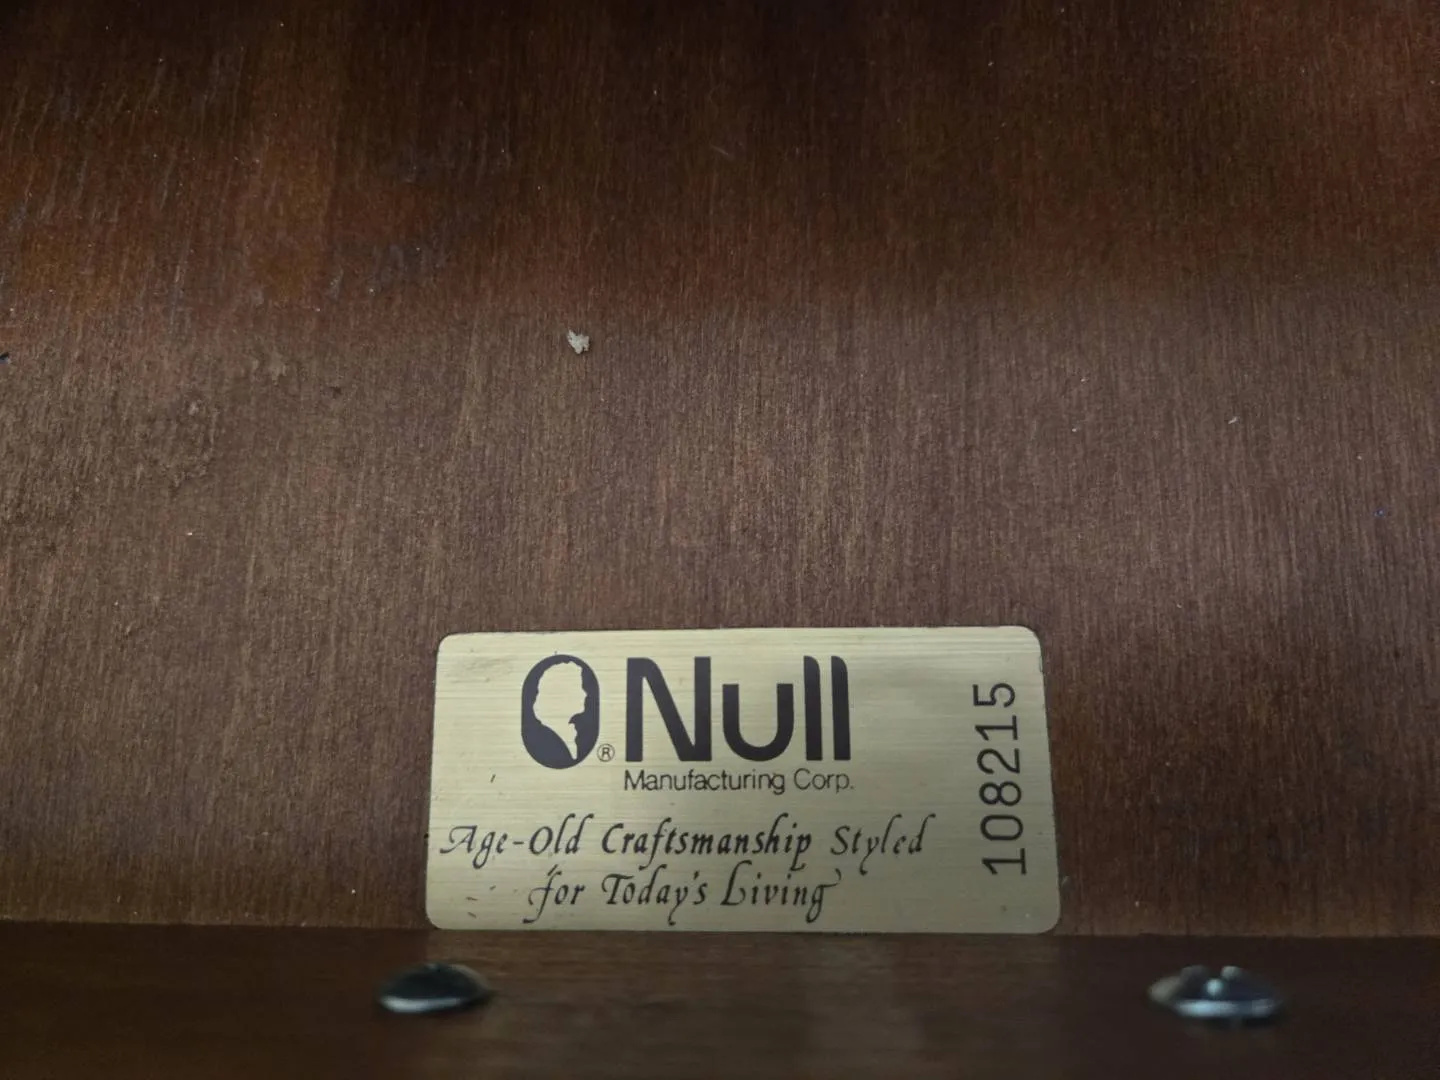 ® Null
Manufacturing Corp.
Age-Old Craftsmanship Styled
for Today's Living
108215